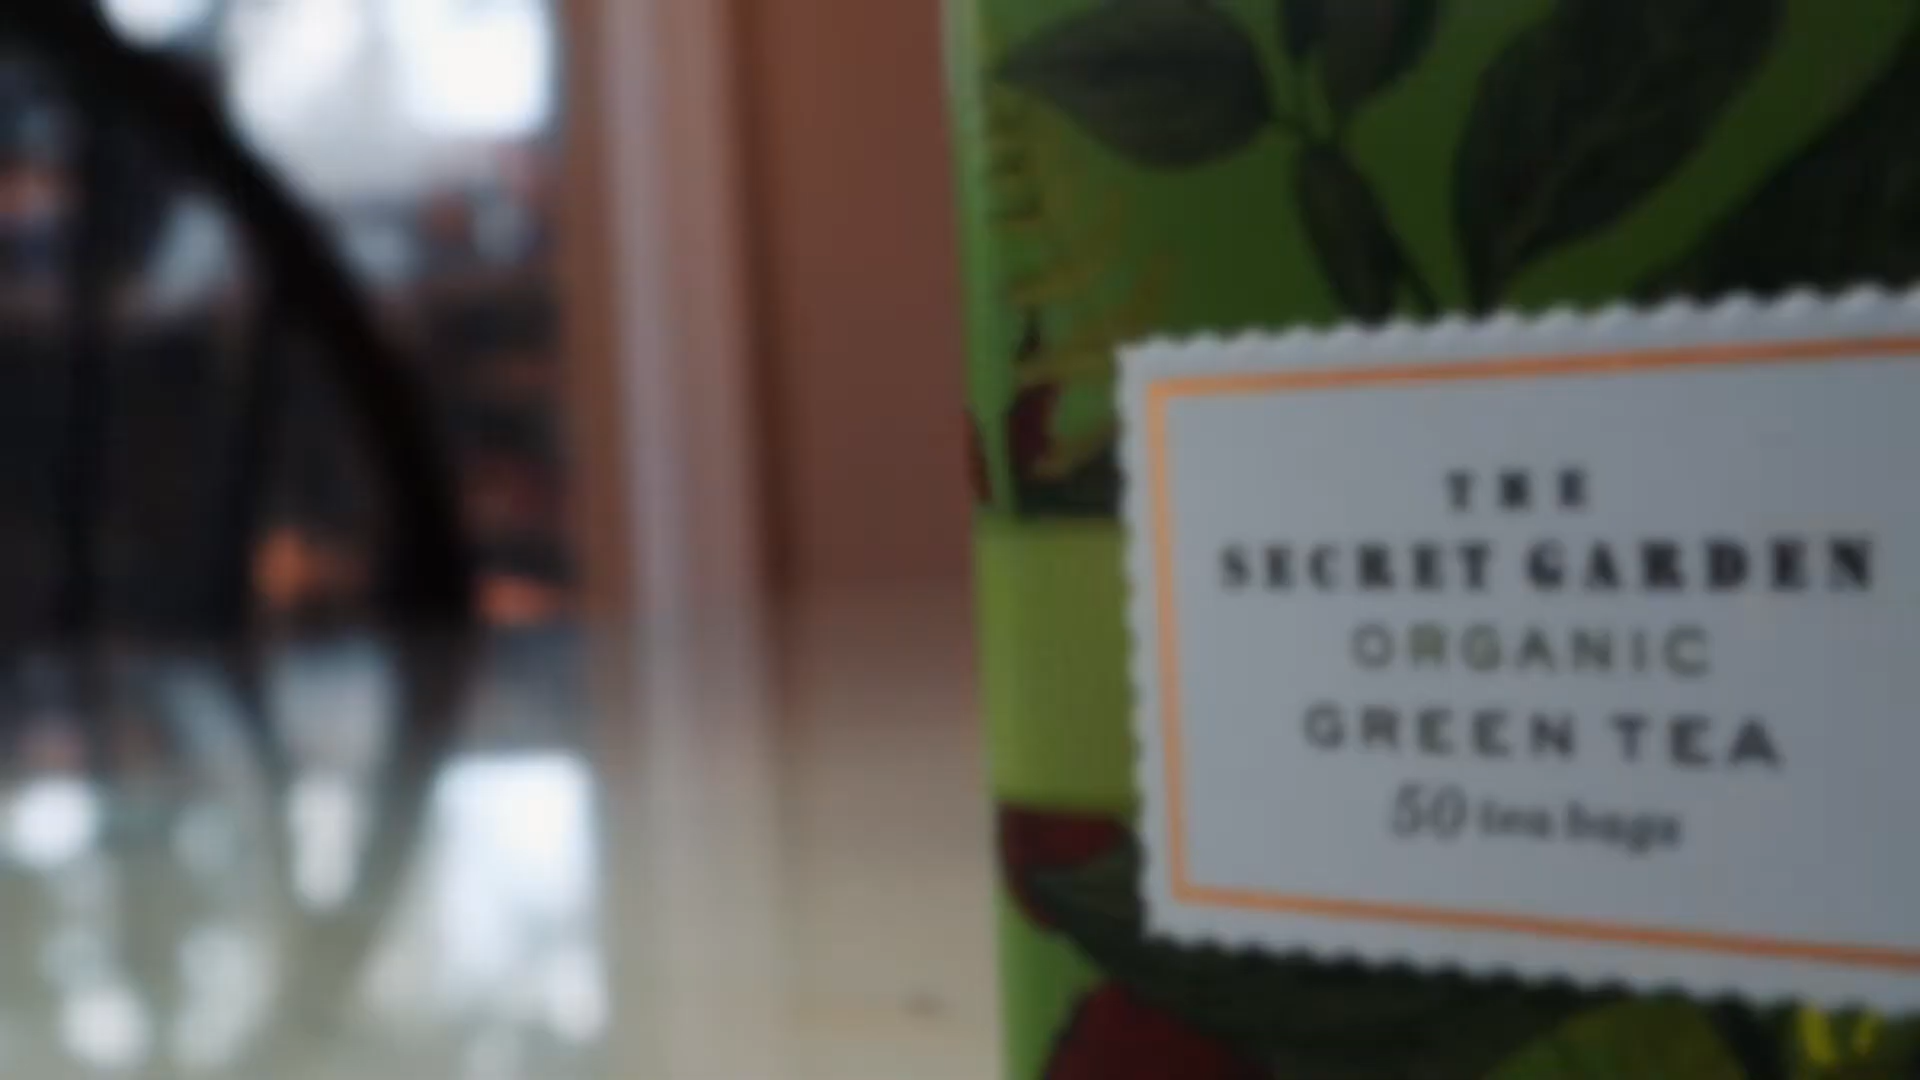 THE
SECRET GARDEN
ORGANIC
GREEN TEA
50 tea bags